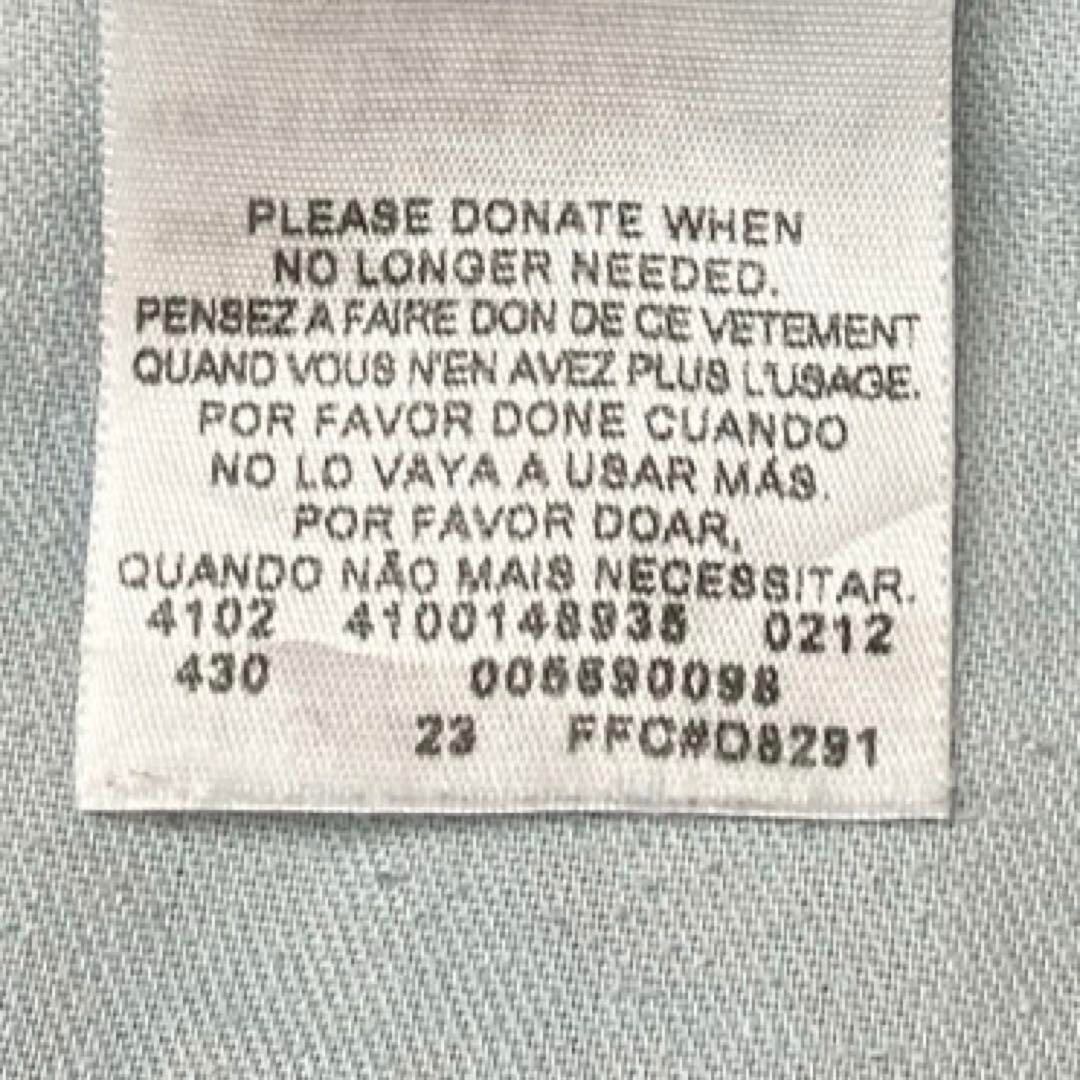 PLEASE DONATE WHEN
NO LONGER NEEDED.
PENSEZ A FAIRE DON DE CE VETEMENT
QUAND VOUS N'EN AVEZ PLUS L'USAGE.
POR FAVOR DONE CUANDO
NO LO VAYA A USAR MÁS.
POR FAVOR DOAR,
QUANDO NÃO MAIS NECESSITAR.
4102 0212
430
23 FFC#D8291